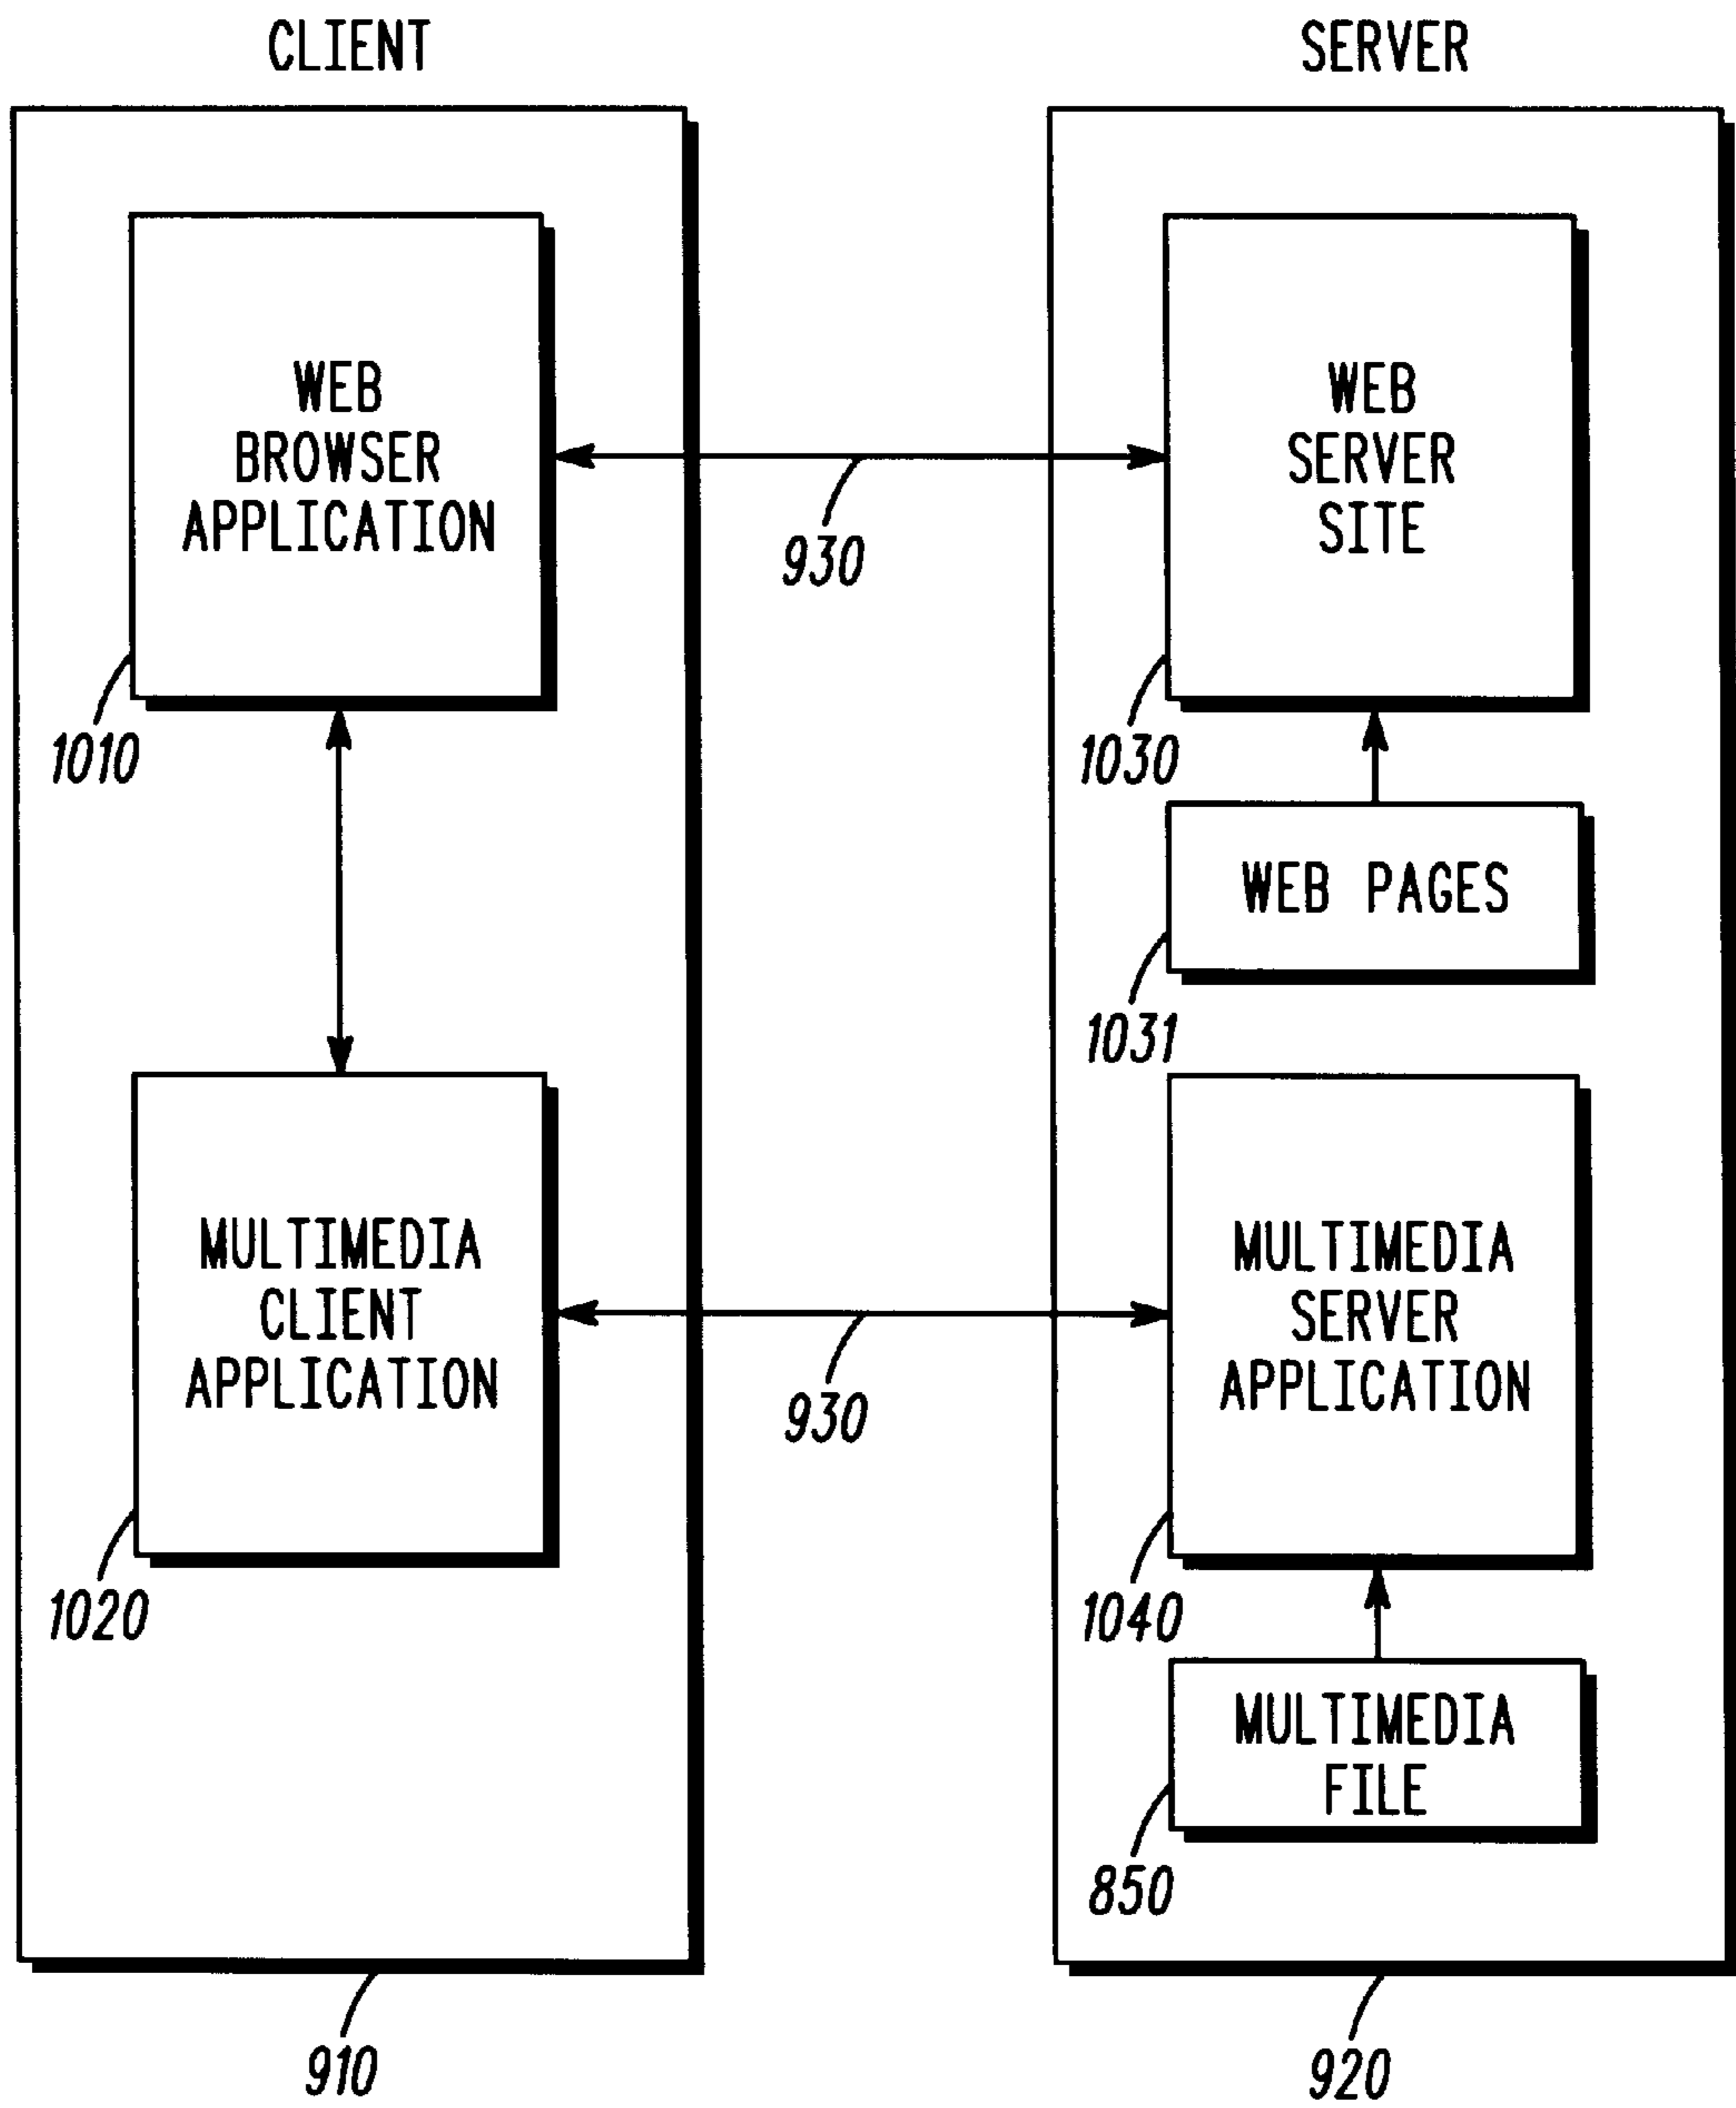 CLIENT
SERVER
WEB
BROWSER
APPLICATION
WEB
SERVER
SITE
930
1010
1030
WEB PAGES
1031
MULTIMEDIA
CLIENT
APPLICATION
MULTIMEDIA
SERVER
APPLICATION
930
1020
1040
MULTIMEDIA
FILE
850
910
920